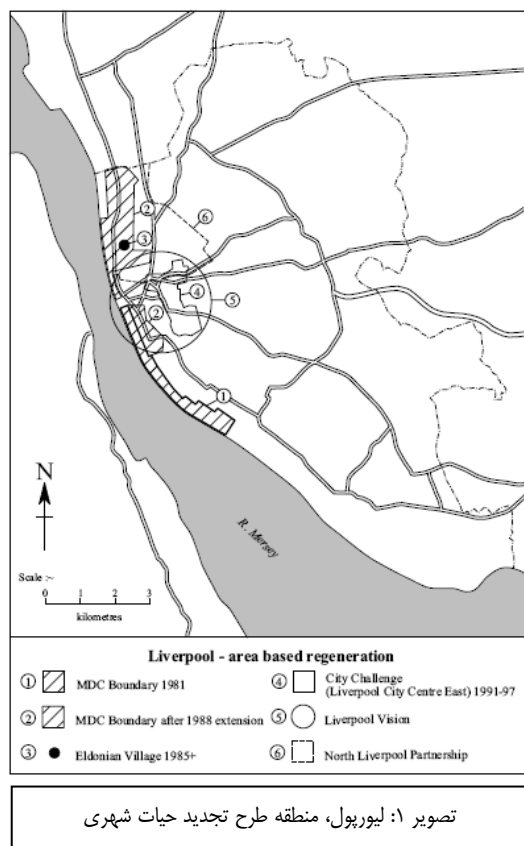 ②
③
⑥
④
⑤
②
①
N
R. Mersey
Scale :~
0 1 2 3
kilometres
Liverpool - area based regeneration
① MDC Boundary 1981
② MDC Boundary after 1988 extension
③ Eldonian Village 1985+
④ City Challenge
(Liverpool City Centre East) 1991-97
⑤ Liverpool Vision
⑥ North Liverpool Partnership
تصویر ۱: لیورپول، منطقه طرح تجدید حیات شهری